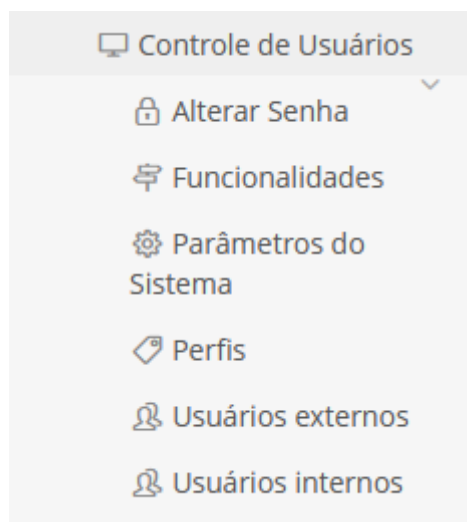 Controle de Usuários
Alterar Senha
Funcionalidades
Parâmetros do
Sistema
Perfis
Usuários externos
Usuários internos